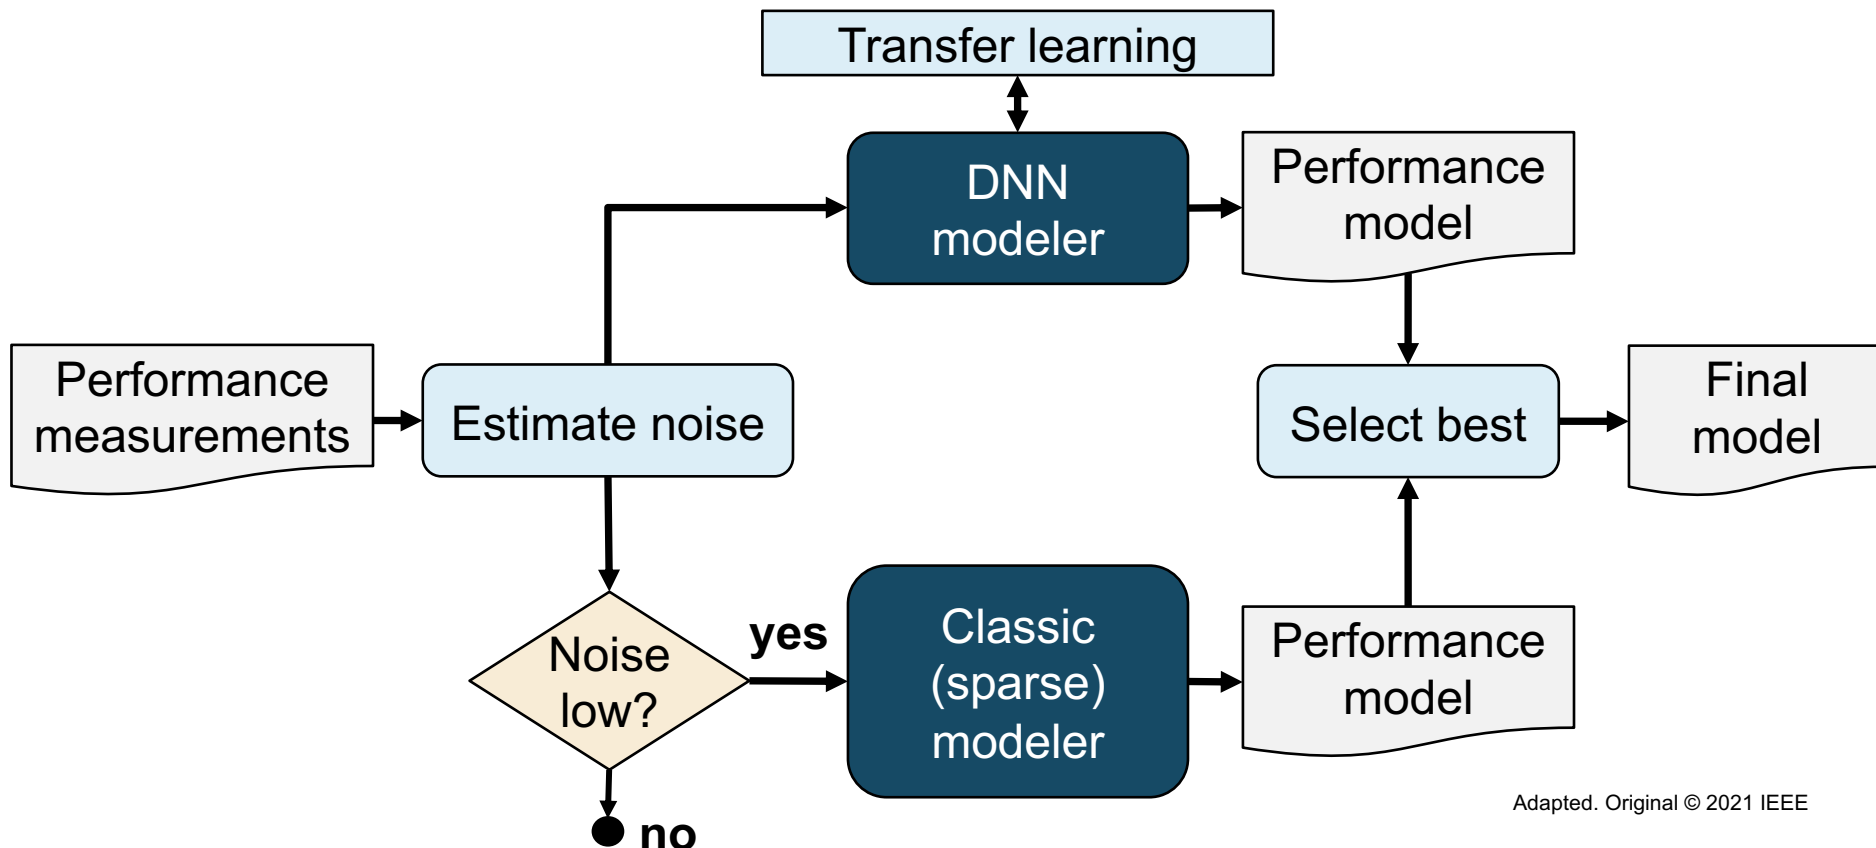 Transfer learning
DNN
modeler
Performance
model
Performance
measurements
Estimate noise
Select best
Final
model
Noise
low?
yes
Classic
(sparse)
modeler
Performance
model
no
Adapted. Original © 2021 IEEE